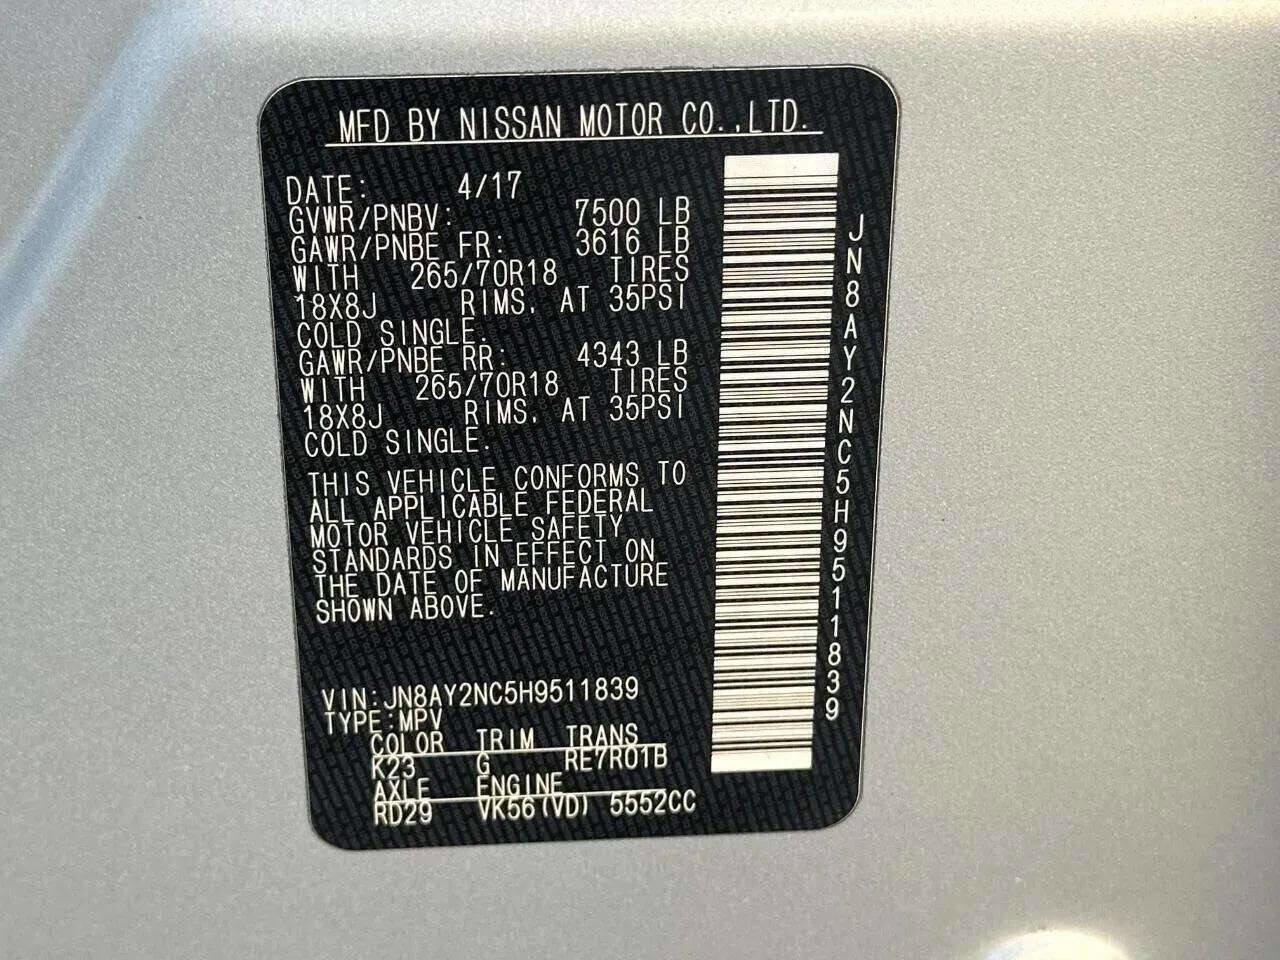 MFD BY NISSAN MOTOR CO.,LTD.
DATE: 4/17
GVWR/PNBV: 7500 LB
GAWR/PNBE FR: 3616 LB
WITH 265/70R18 TIRES
18X8J RIMS, AT 35PSI
COLD SINGLE.
GAWR/PNBE RR: 4343 LB
WITH 265/70R18 TIRES
18X8J RIMS, AT 35PSI
COLD SINGLE.
THIS VEHICLE CONFORMS TO
ALL APPLICABLE FEDERAL
MOTOR VEHICLE SAFETY
STANDARDS IN EFFECT ON
THE DATE OF MANUFACTURE
SHOWN ABOVE.
VIN:JN8AY2NC5H9511839
TYPE:MPV
COLOR TRIM TRANS
K23 G RE7R01B
AXLE ENGINE
RD29 VK56(VD) 5552CC
JN8AY2NC5H9511839